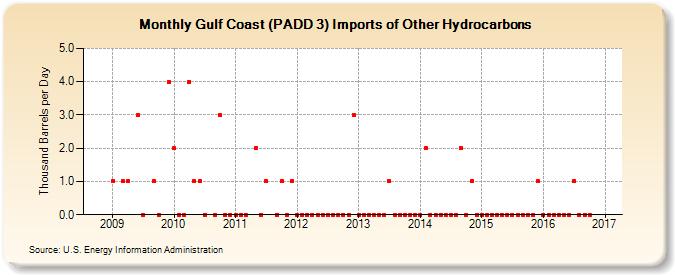 Monthly Gulf Coast (PADD 3) Imports of Other Hydrocarbons
Thousand Barrels per Day
5.0
4.0
3.0
2.0
1.0
0.0
2009 2010 2011 2012 2013 2014 2015 2016 2017
Source: U.S. Energy Information Administration